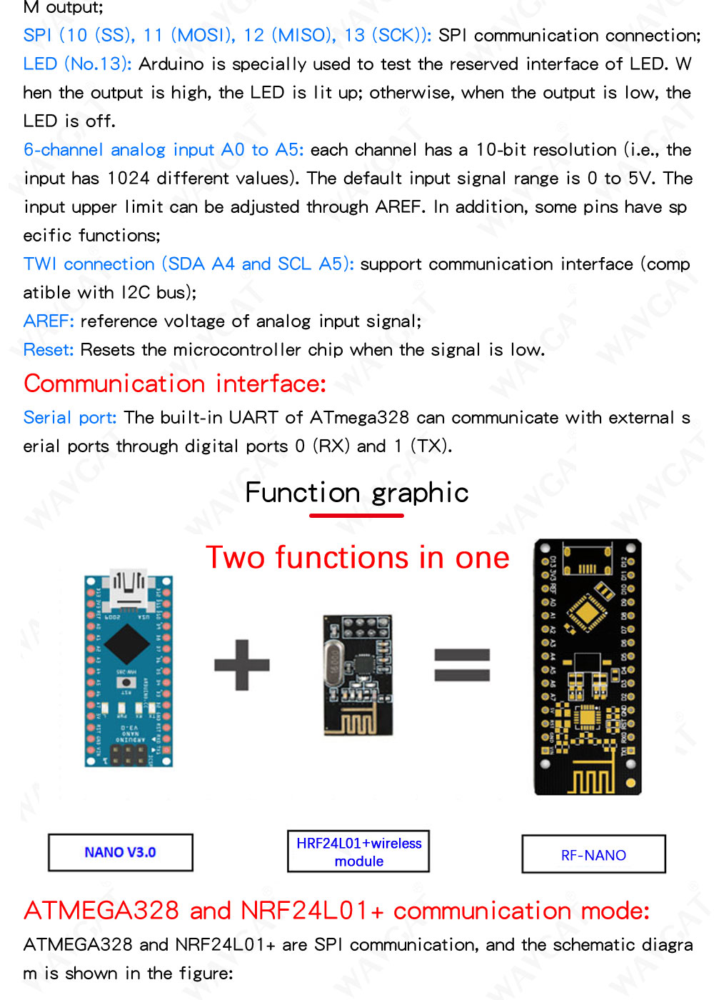 M output;
SPI (10 (SS), 11 (MOSI), 12 (MISO), 13 (SCK)): SPI communication connection;
LED (No.13): Arduino is specially used to test the reserved interface of LED. W
hen the output is high, the LED is lit up; otherwise, when the output is low, the
LED is off.
6-channel analog input A0 to A5: each channel has a 10-bit resolution (i.e., the
input has 1024 different values). The default input signal range is 0 to 5V. The
input upper limit can be adjusted through AREF. In addition, some pins have sp
ecific functions;
TWI connection (SDA A4 and SCL A5): support communication interface (comp
atible with I2C bus);
AREF: reference voltage of analog input signal;
Reset: Resets the microcontroller chip when the signal is low.
Communication interface:
Serial port: The built-in UART of ATmega328 can communicate with external s
erial ports through digital ports 0 (RX) and 1 (TX).
Function graphic
Two functions in one
NANO V3.0
HRF24L01+wireless
module
RF-NANO
ATMEGA328 and NRF24L01+ communication mode:
ATMEGA328 and NRF24L01+ are SPI communication, and the schematic diagra
m is shown in the figure:
WAVGAT